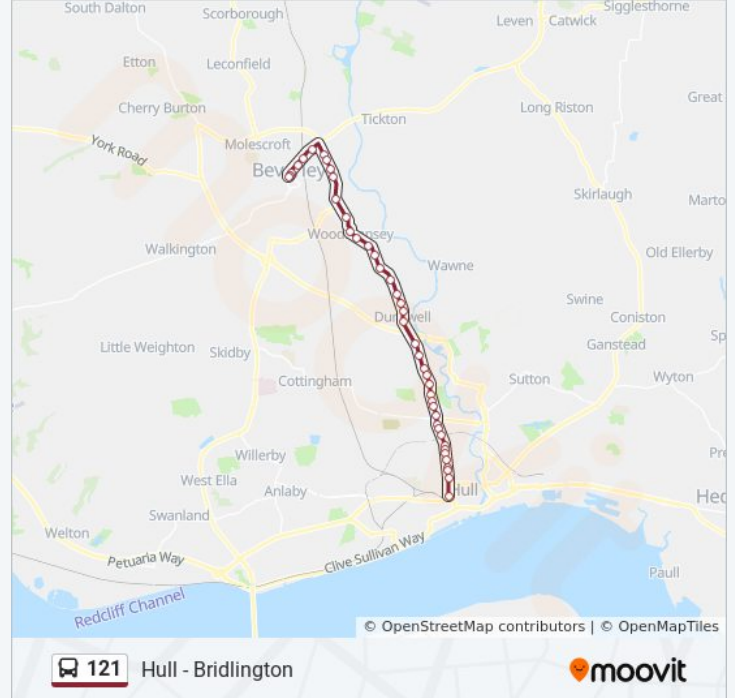 South Dalton
Scorborough
Leven
Catwick
Sigglesthorne
Etton
Leconfield
Cherry Burton
Tickton
Long Riston
Great
York Road
Molescroft
Beverley
Skirlaugh
Marto
Walkington
Woodmansey
Wawne
Old Ellerby
Swine
Coniston
Dunswell
Little Weighton
Skidby
Ganstead
Sp
Cottingham
Sutton
Wyton
Willerby
Pre
West Ella
Anlaby
Hull
Hed
Swanland
Welton
Petuaria Way
Clive Sullivan Way
Paull
Redcliff Channel
© OpenStreetMap contributors | © OpenMapTiles
121 Hull - Bridlington
moovit